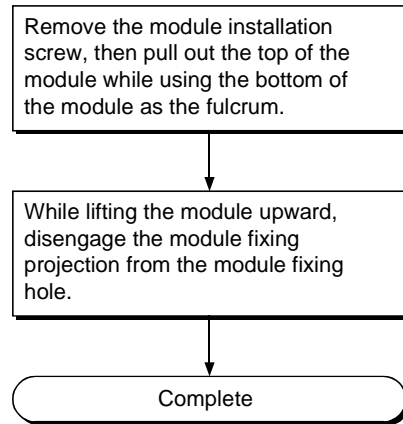 Remove the module installation
screw, then pull out the top of the
module while using the bottom of
the module as the fulcrum.
While lifting the module upward,
disengage the module fixing
projection from the module fixing
hole.
Complete